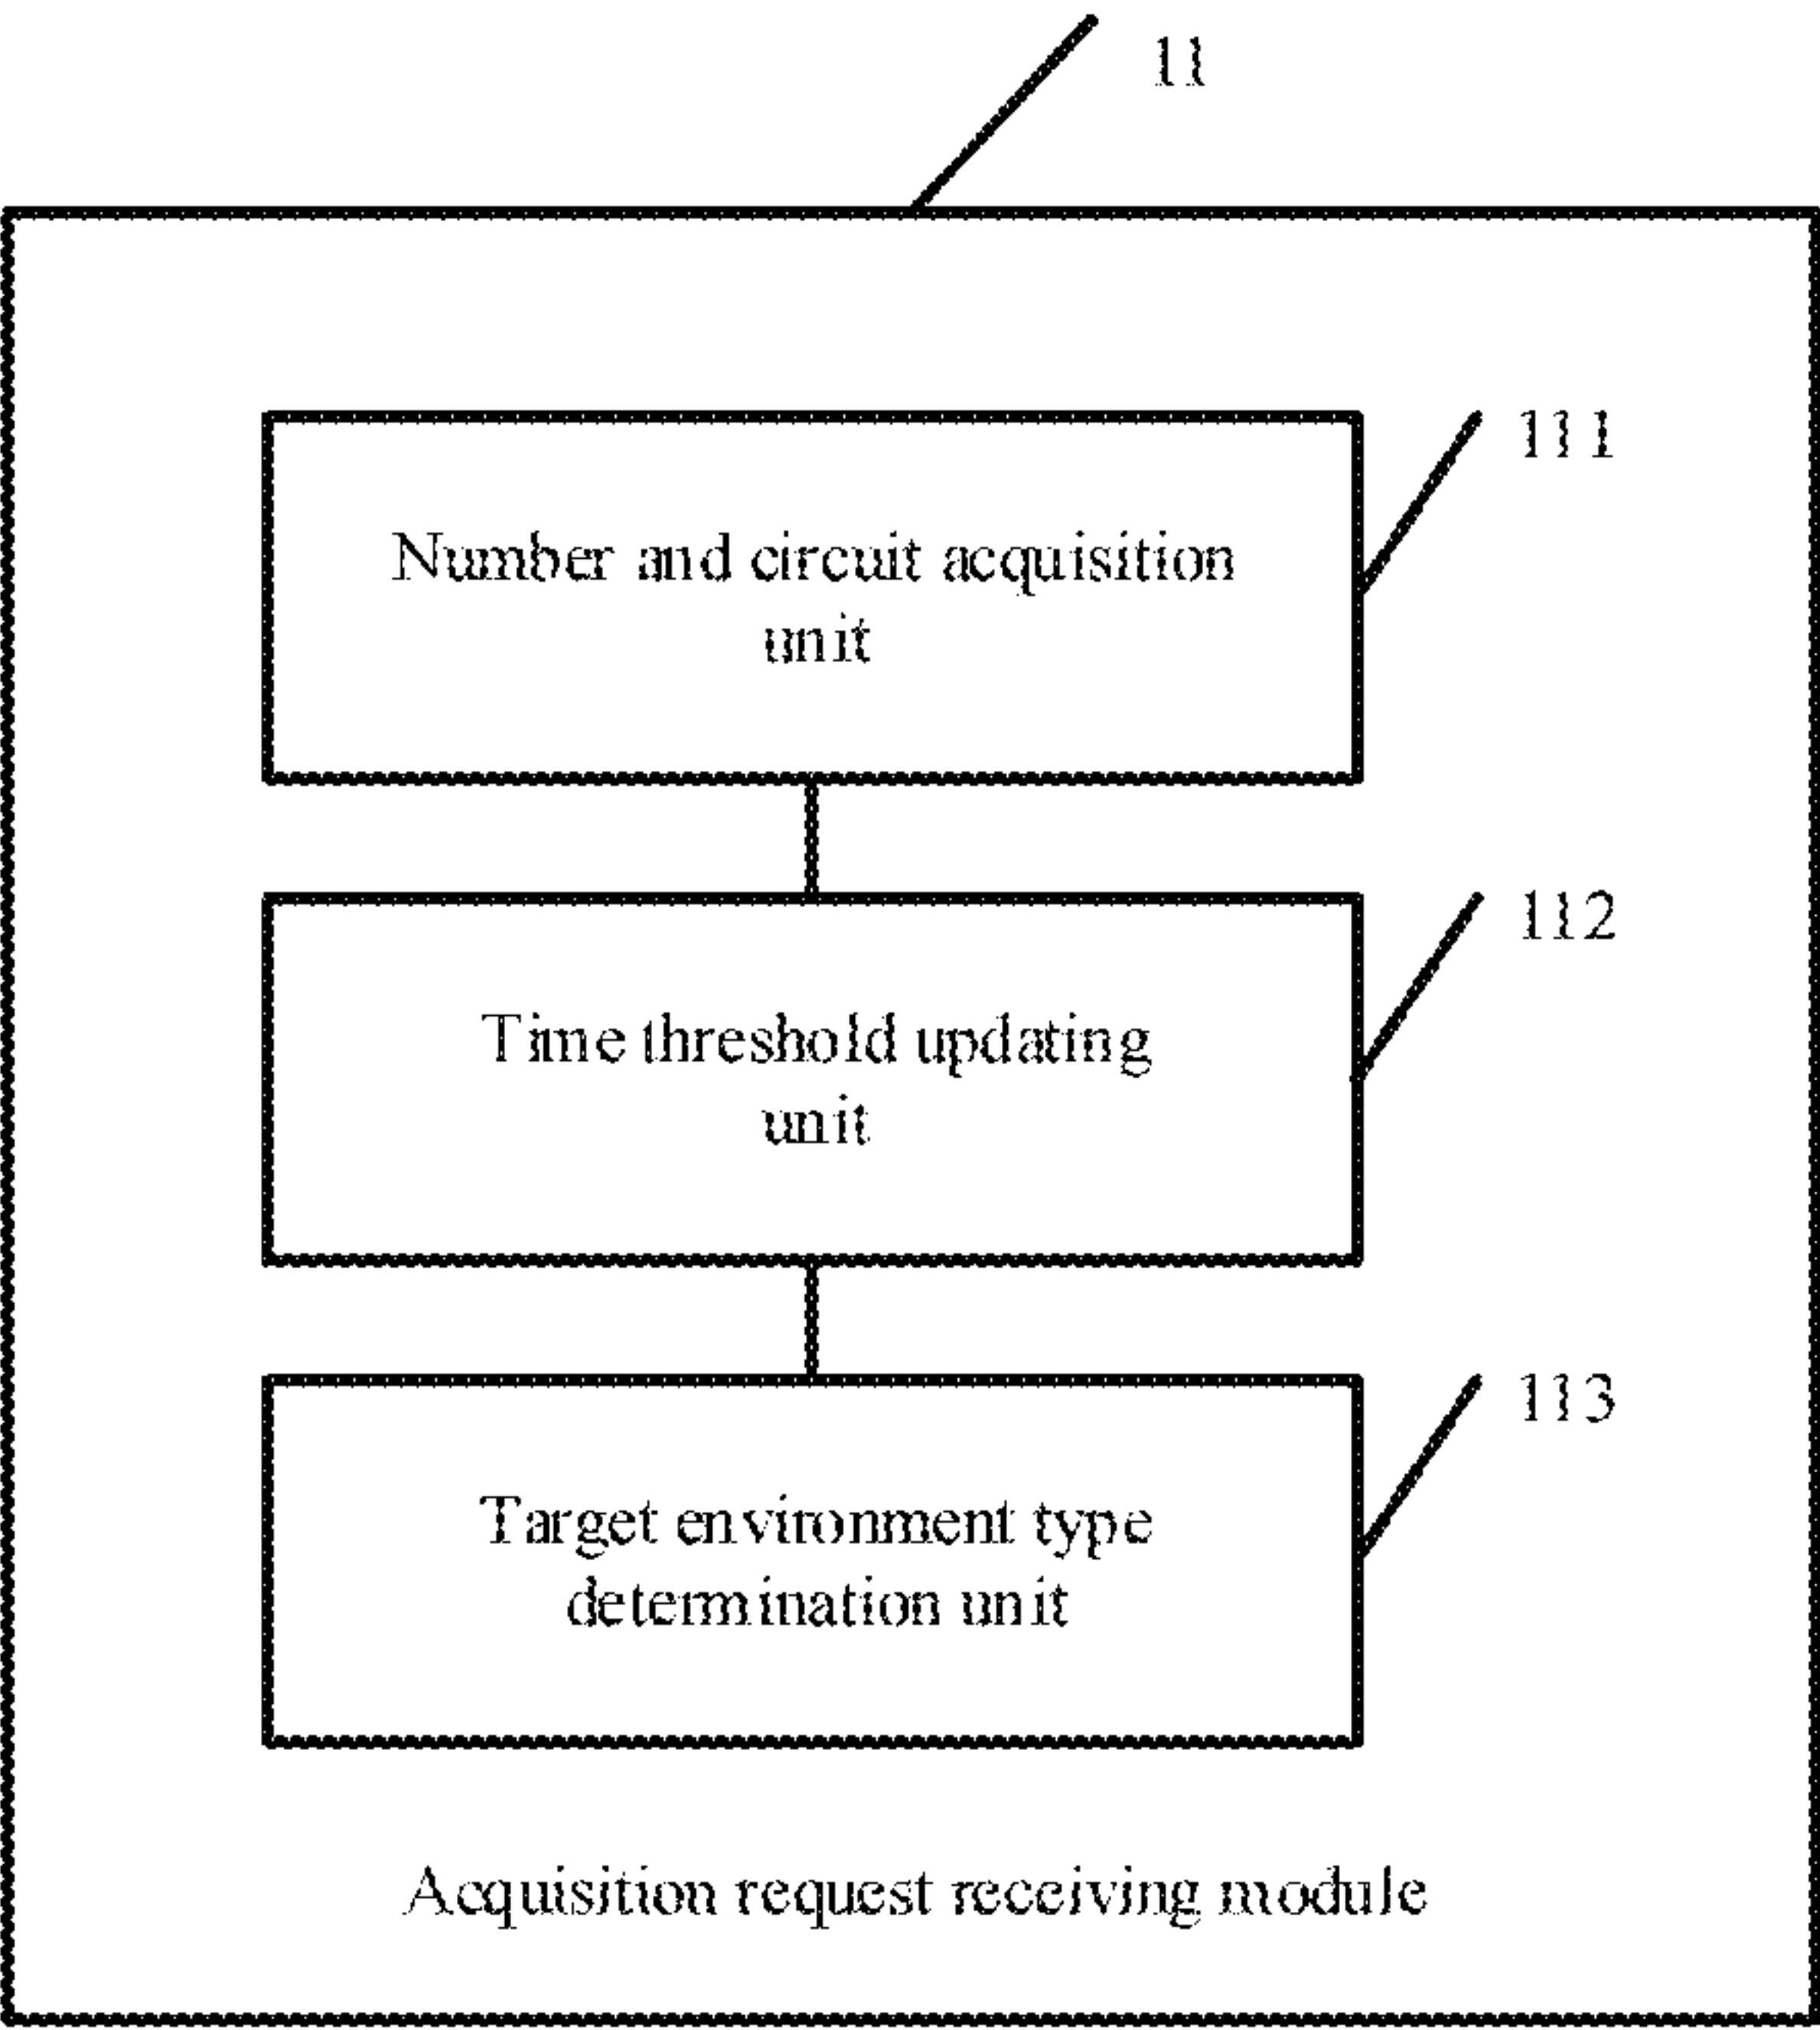 11
111
Number and circuit acquisition
unit
112
Time threshold updating
unit
113
Target environment type
determination unit
Acquisition request receiving module